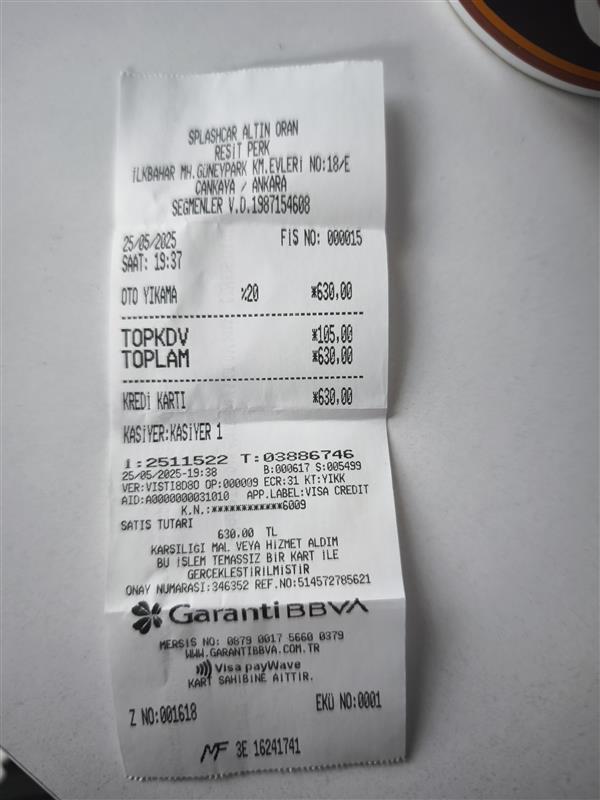 SPLASHCAR ALTIN ORAN
REŞİT PERK
İLKBAHAR MH.GÜNEYPARK KM.EVLERİ NO:18/E
ÇANKAYA / ANKARA
SEĞMENLER V.D.1987154608
25/05/2025 FİŞ NO: 000015
SAAT: 19:37
OTO YIKAMA %20 *630,00
TOPKDV *105,00
TOPLAM *630,00
KREDİ KARTI *630,00
KASİYER:KASİYER 1
İ:2511522 T:03886746
25/05/2025-19:38 B:000617 S:005499
VER:VISTI8D80 OP:000009 ECR:31 KT:YIKK
AID:A0000000031010 APP.LABEL:VISA CREDIT
K.N.:************6009
SATIŞ TUTARI
630.00 TL
KARŞILIĞI MAL VEYA HİZMET ALDIM
BU İŞLEM TEMASSIZ BİR KART İLE
GERÇEKLEŞTİRİLMİŞTİR
ONAY NUMARASI:346352 REF.NO:514572785621
Garanti BBVA
MERSİS NO: 0879 0017 5660 0379
WWW.GARANTIBBVA.COM.TR
Visa payWave
KART SAHİBİNE AİTTİR.
Z NO:001618 EKÜ NO:0001
MF 3E 16241741